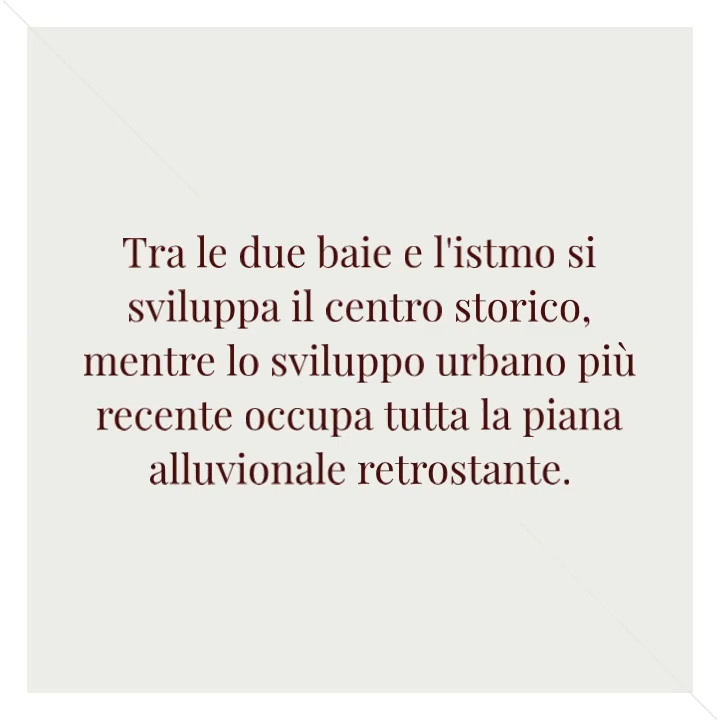 Tra le due baie e l'istmo si
sviluppa il centro storico,
mentre lo sviluppo urbano più
recente occupa tutta la piana
alluvionale retrostante.